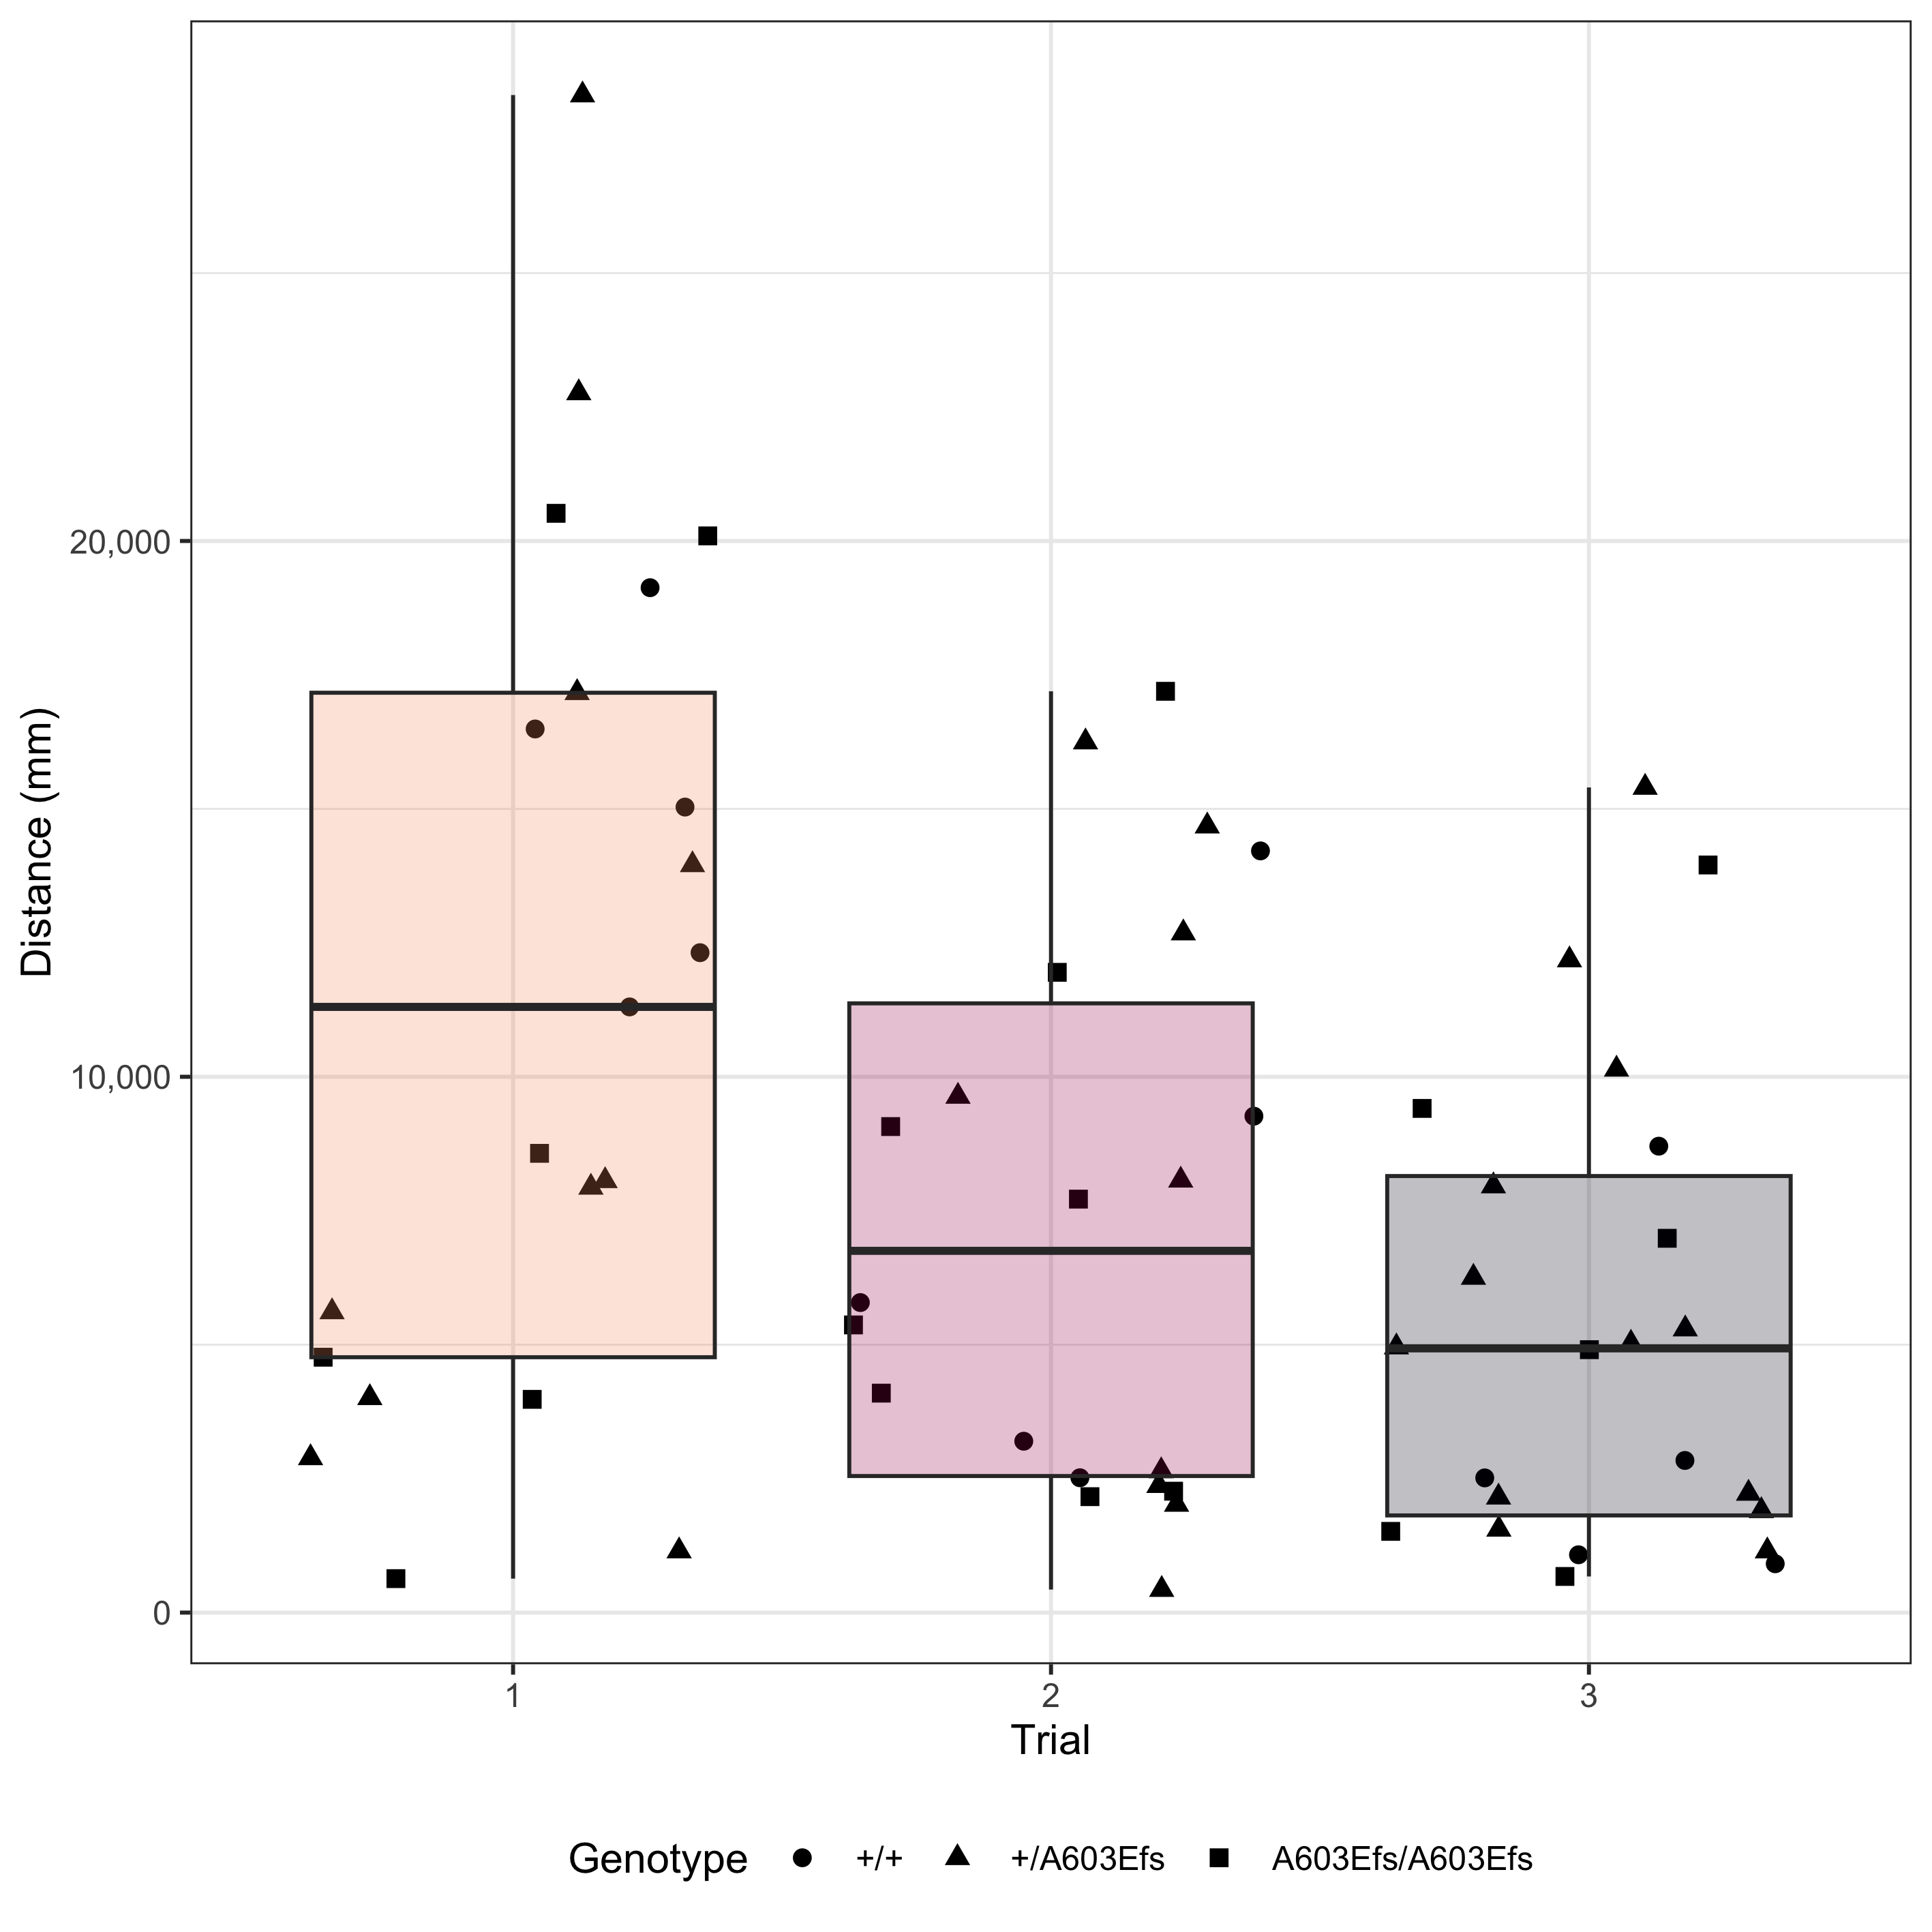 Distance (mm)
20,000
10,000
0
1 2 3
Trial
Genotype +/+ +/A603Efs A603Efs/A603Efs